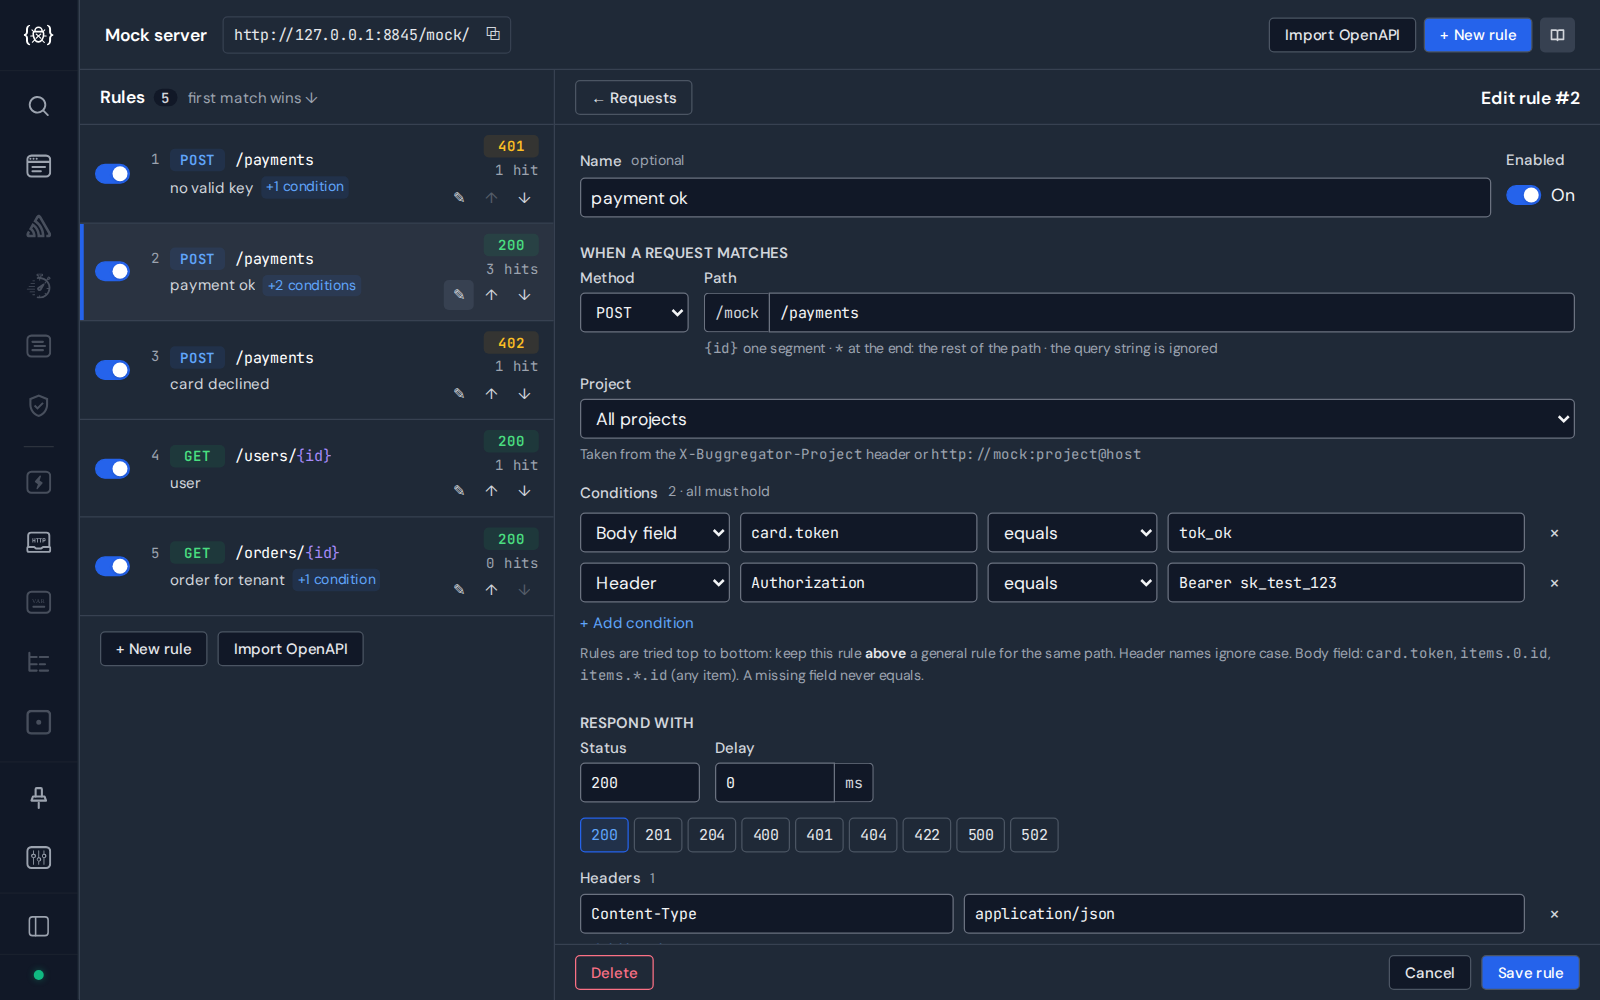 Mock server
http://127.0.0.1:8845/mock/
Import OpenAPI
+ New rule
Rules 5 first match wins ↓
← Requests
Edit rule #2
1 POST /payments 401
1 hit
no valid key +1 condition
✎ ↑ ↓
2 POST /payments 200
3 hits
payment ok +2 conditions
✎ ↑ ↓
3 POST /payments 402
1 hit
card declined
✎ ↑ ↓
4 GET /users/{id} 200
1 hit
user
✎ ↑ ↓
5 GET /orders/{id} 200
0 hits
order for tenant +1 condition
✎ ↑ ↓
+ New rule
Import OpenAPI
Name optional
Enabled
payment ok
On
WHEN A REQUEST MATCHES
Method Path
POST /mock /payments
{id} one segment · * at the end: the rest of the path · the query string is ignored
Project
All projects
Taken from the X-Buggregator-Project header or http://mock:project@host
Conditions 2 · all must hold
Body field card.token equals tok_ok ×
Header Authorization equals Bearer sk_test_123 ×
+ Add condition
Rules are tried top to bottom: keep this rule above a general rule for the same path. Header names ignore case. Body field: card.token, items.0.id,
items.*.id (any item). A missing field never equals.
RESPOND WITH
Status Delay
200 0 ms
200 201 204 400 401 404 422 500 502
Headers 1
Content-Type application/json ×
Delete
Cancel
Save rule